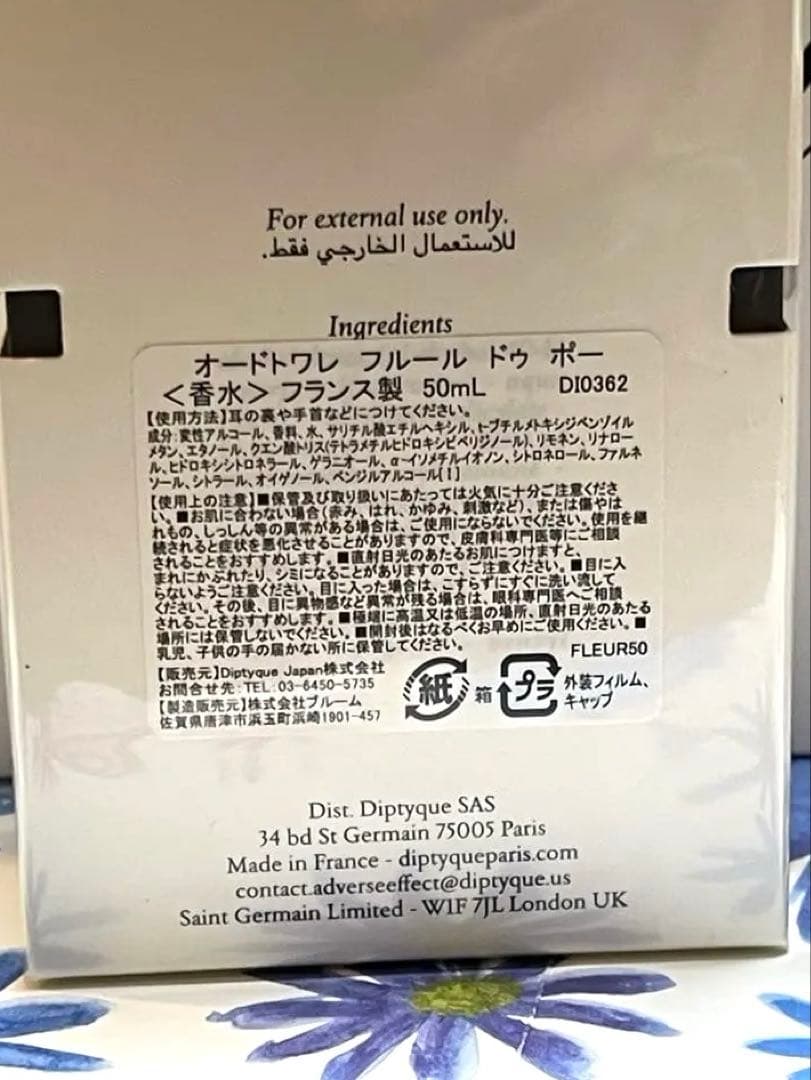 For external use only.
للاستعمال الخارجي فقط.
Ingredients
オードトワレ フルール ドゥ ポー
＜香水＞フランス製 50mL DI0362
【使用方法】耳の裏や手首などにつけてください。
成分:変性アルコール、香料、水、サリチル酸エチルヘキシル、t-ブチルメトキシジベンゾイル
メタン、エタノール、クエン酸トリス(テトラメチルヒドロキシピペリジノール)、リモネン、リナロー
ル、ヒドロキシシトロネラール、ゲラニオール、α-イソメチルイオノン、シトロネロール、ファルネ
ソール、シトラール、オイゲノール、ベンジルアルコール[1]
【使用上の注意】■保管及び取り扱いにあたっては火気に十分ご注意くださ
い。■お肌に合わない場合(赤み、はれ、かゆみ、刺激など)、または傷やは
れもの、しっしん等の異常がある場合は、ご使用にならないでください。使用を継
続されると症状を悪化させることがありますので、皮膚科専門医等にご相談
されることをおすすめします。■直射日光のあたるお肌につけますと、
まれにかぶれたり、シミになることがありますので、ご注意ください。■目に入
らないようご注意ください。目に入った場合は、こすらずにすぐに洗い流して
ください。その後、目に異物感など異常が残る場合は、眼科専門医へご相談
されることをおすすめします。■極端に高温又は低温の場所、直射日光のあたる
場所には保管しないでください。■開封後はなるべくお早めにご使用ください。■
乳児、子供の手の届かない所に保管してください。
FLEUR50
【販売元】Diptyque Japan株式会社
お問合せ先:TEL:03-6450-5735
【製造販売元】株式会社ブルーム
佐賀県唐津市浜玉町浜崎1901-457
紙 箱 プラ 外装フィルム、
キャップ
Dist. Diptyque SAS
34 bd St Germain 75005 Paris
Made in France - diptyqueparis.com
contact.adverseeffect@diptyque.us
Saint Germain Limited - W1F 7JL London UK